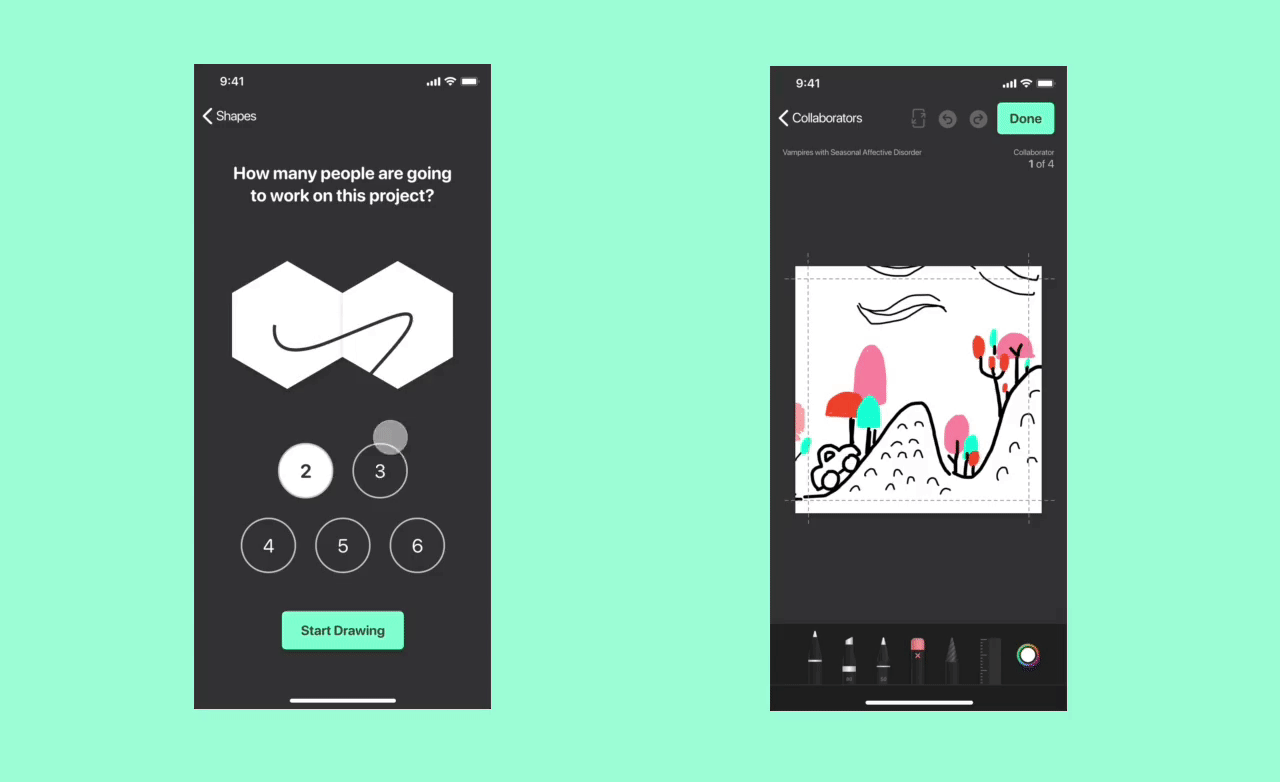 9:41
Shapes
How many people are going
to work on this project?
2
3
4
5
6
Start Drawing
9:41
Collaborators
Done
Vampires with Seasonal Affective Disorder
Collaborator
1 of 4